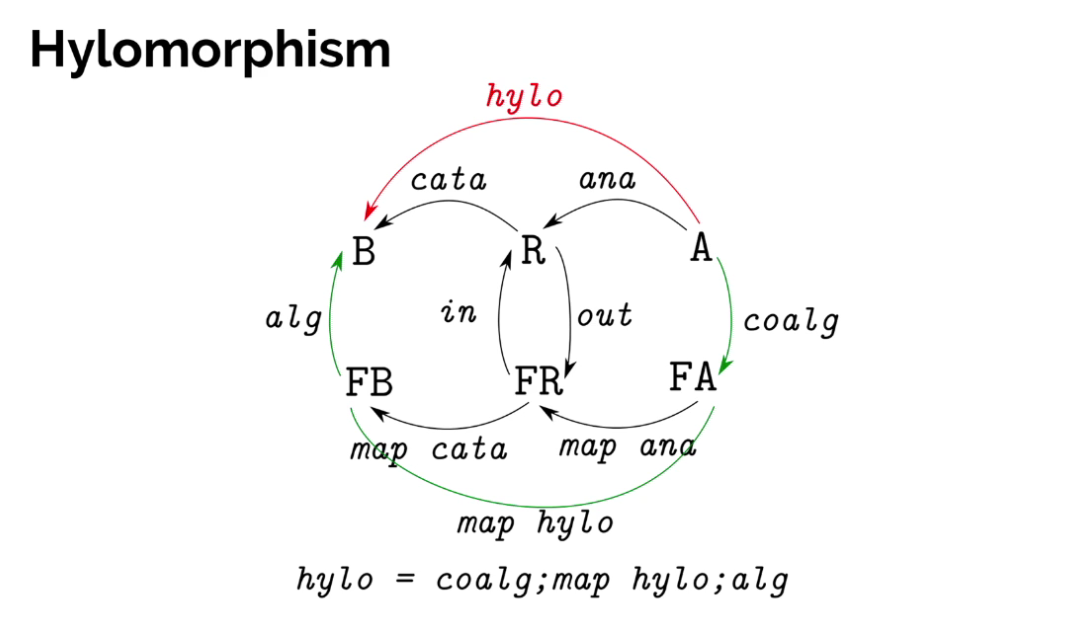 Hylomorphism
hylo
cata ana
B R A
alg in out coalg
FB FR FA
map cata map ana
map hylo
hylo = coalg;map hylo;alg